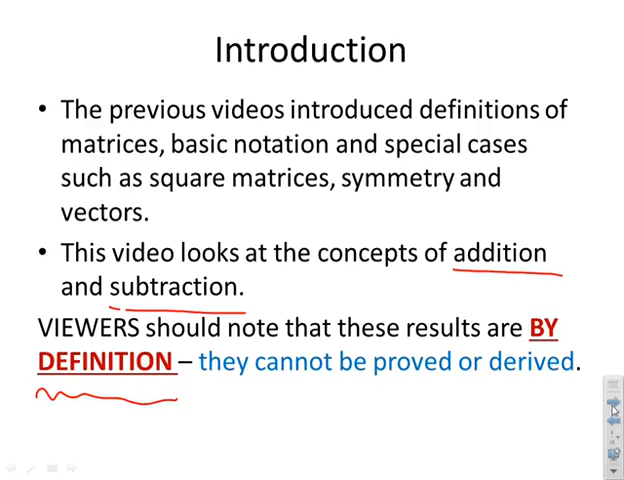 Introduction
• The previous videos introduced definitions of
matrices, basic notation and special cases
such as square matrices, symmetry and
vectors.
• This video looks at the concepts of addition
and subtraction.
VIEWERS should note that these results are BY
DEFINITION – they cannot be proved or derived.